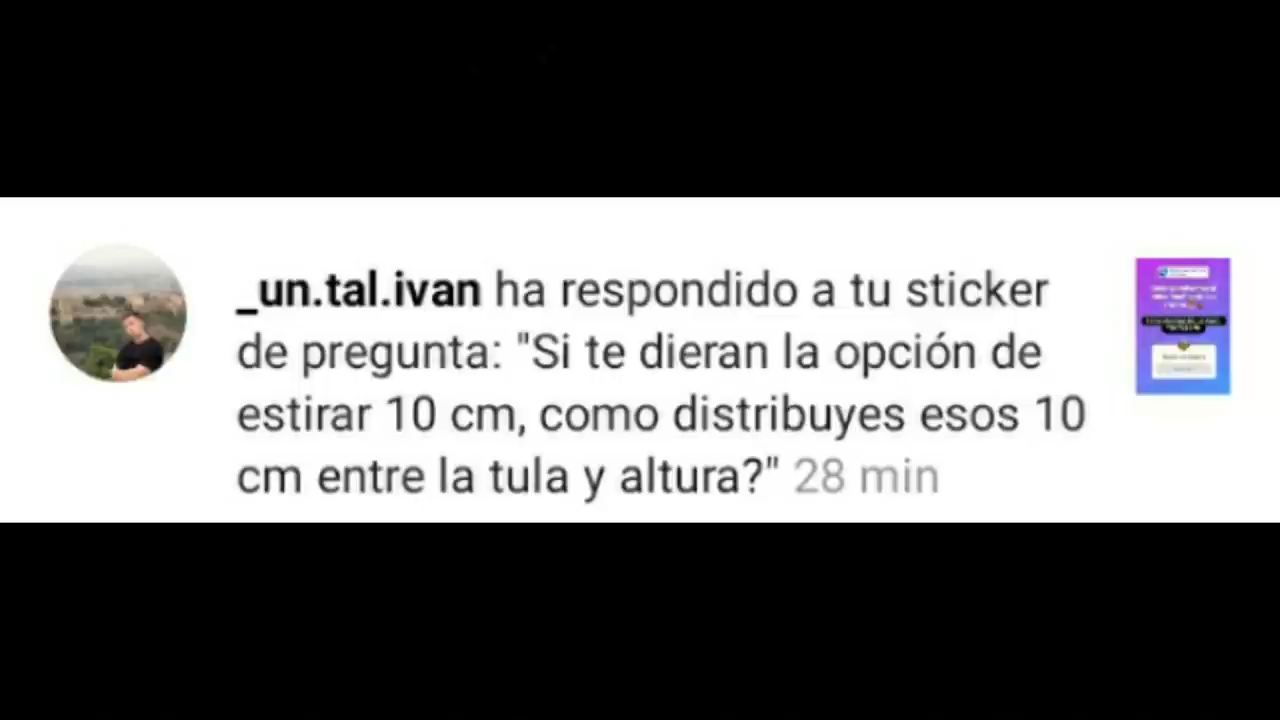 _un.tal.ivan ha respondido a tu sticker
de pregunta: "Si te dieran la opción de
estirar 10 cm, como distribuyes esos 10
cm entre la tula y altura?" 28 min